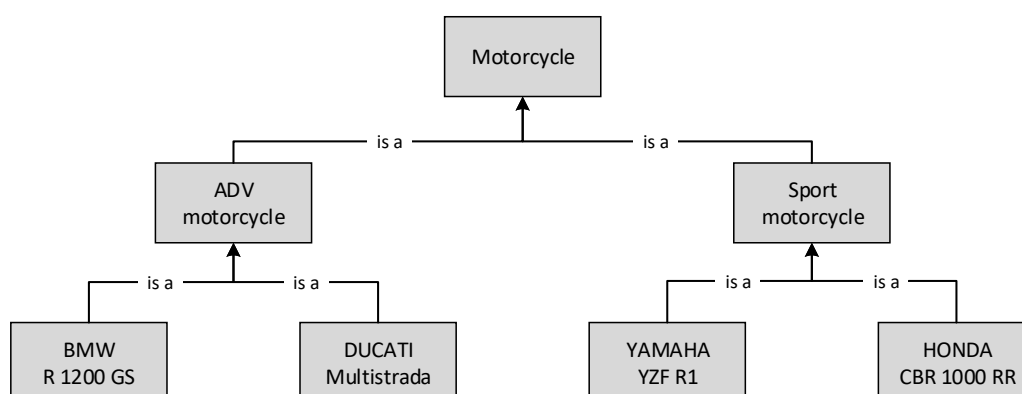 Motorcycle
is a
is a
ADV
motorcycle
Sport
motorcycle
is a
is a
is a
is a
BMW
R 1200 GS
DUCATI
Multistrada
YAMAHA
YZF R1
HONDA
CBR 1000 RR